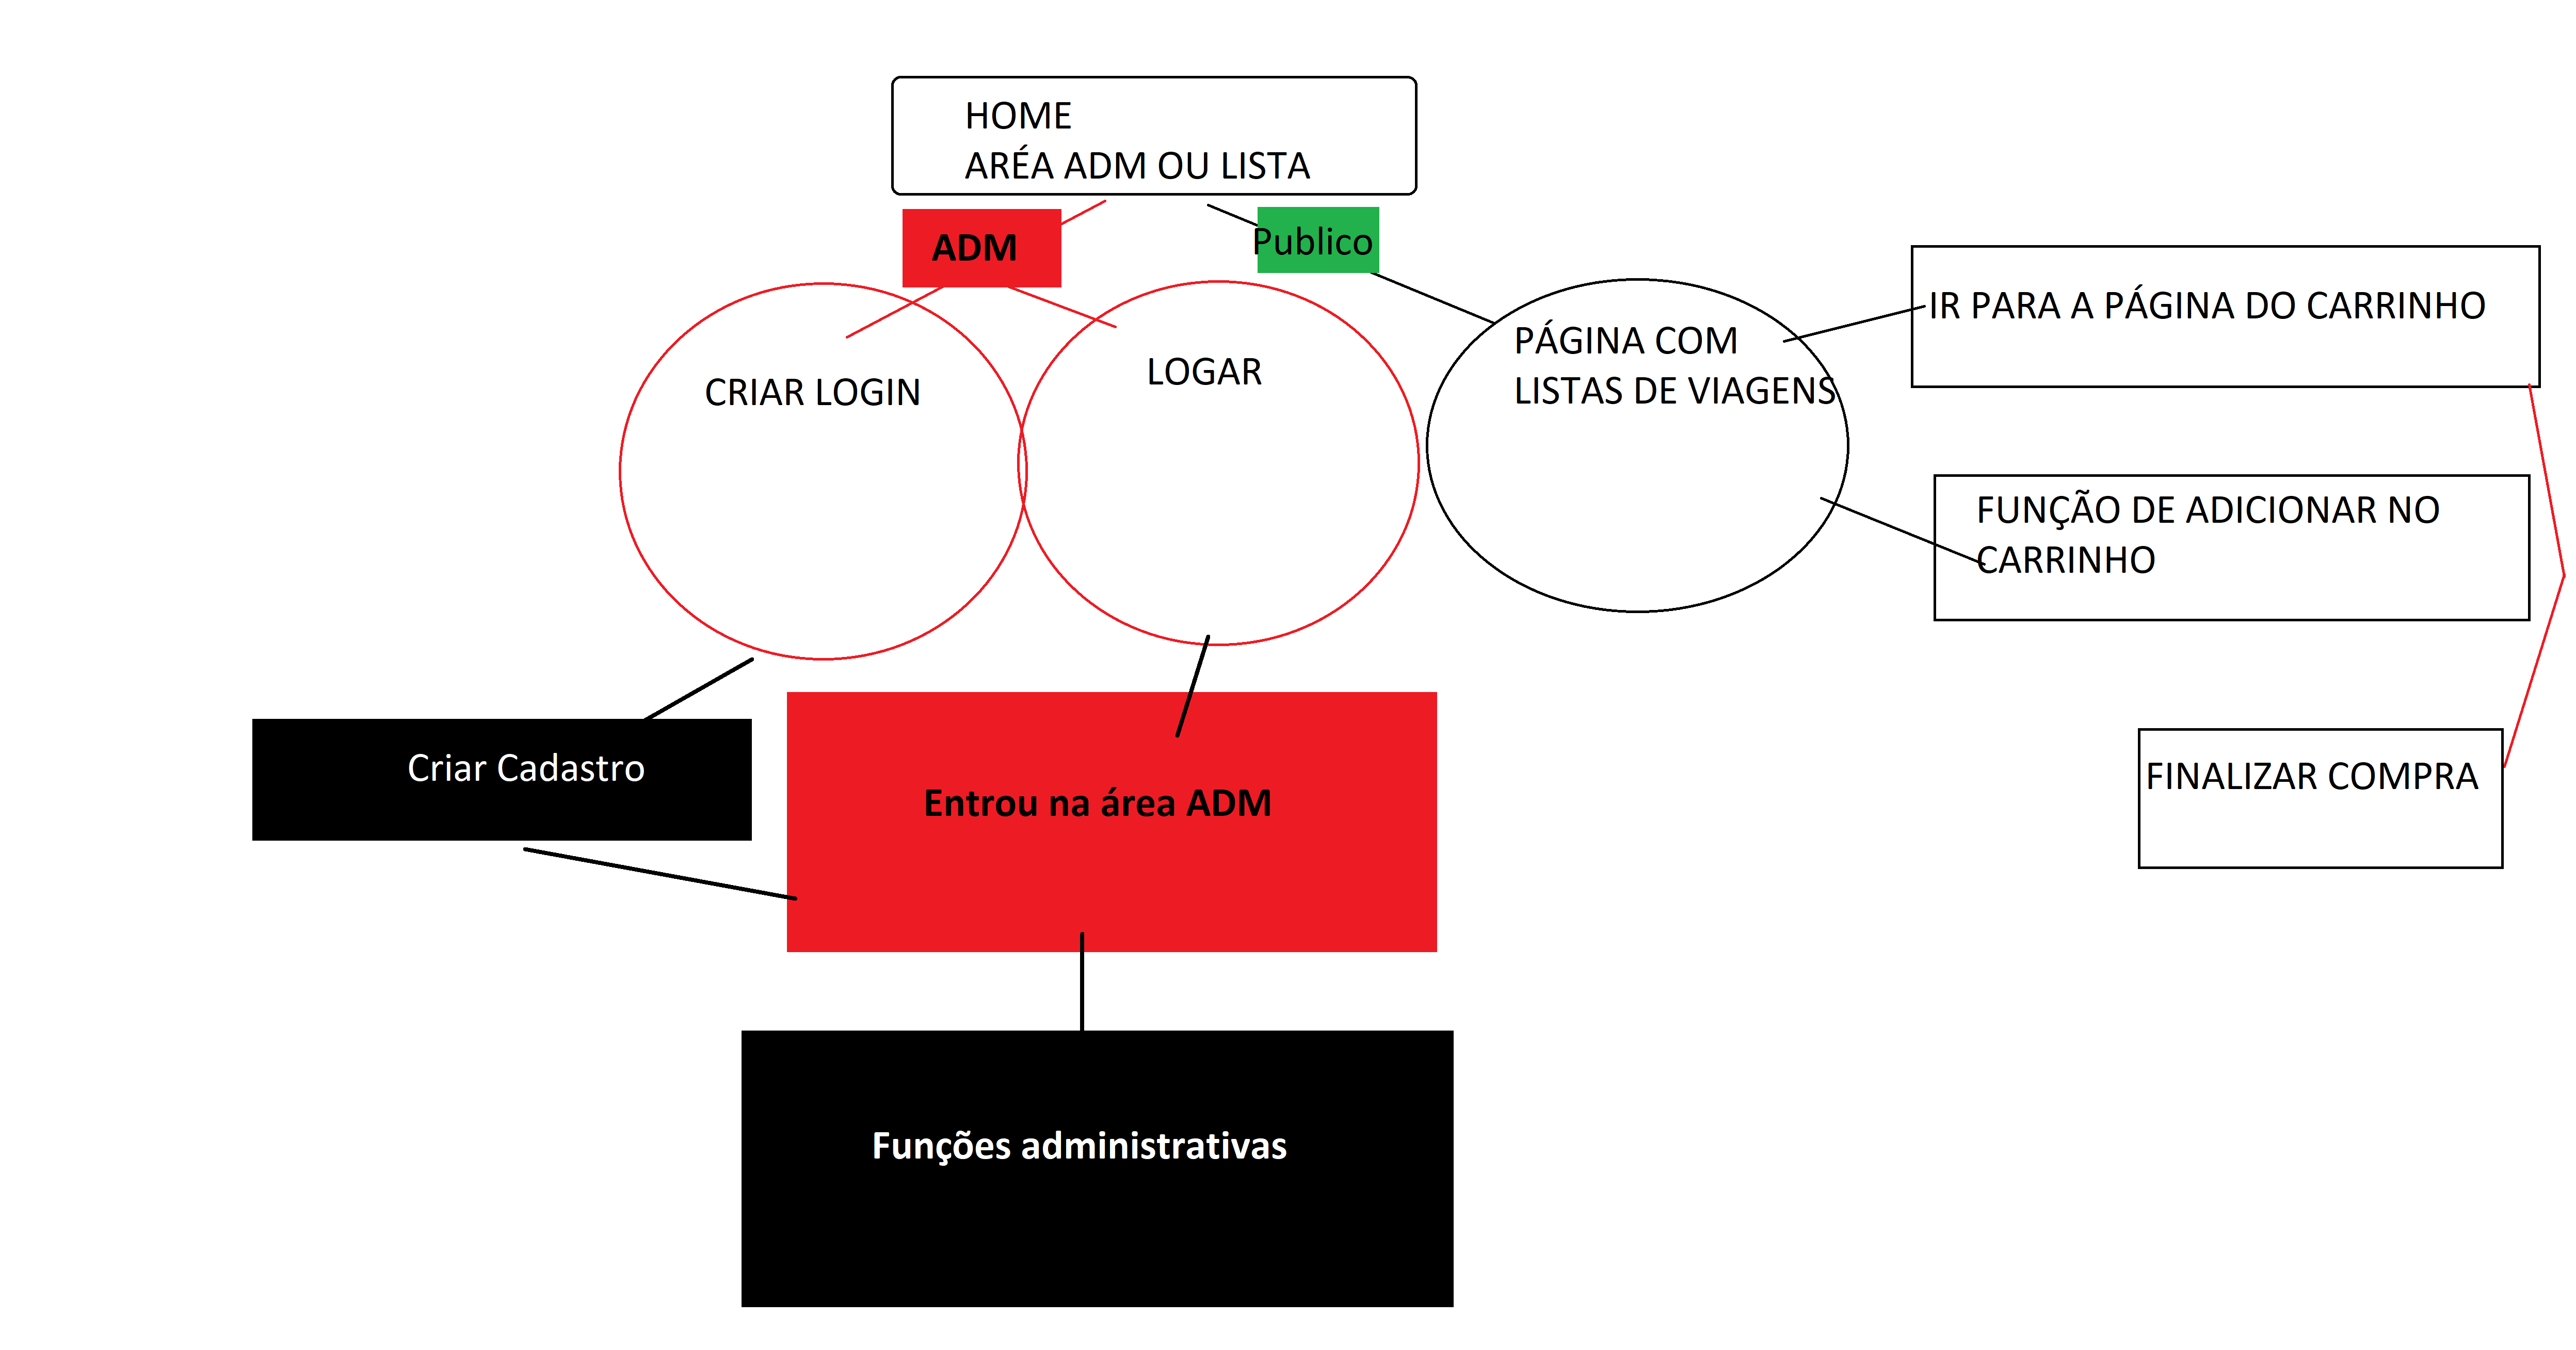 HOME
ARÉA ADM OU LISTA
ADM
Publico
CRIAR LOGIN
LOGAR
PÁGINA COM
LISTAS DE VIAGENS
IR PARA A PÁGINA DO CARRINHO
FUNÇÃO DE ADICIONAR NO
CARRINHO
Criar Cadastro
Entrou na área ADM
FINALIZAR COMPRA
Funções administrativas